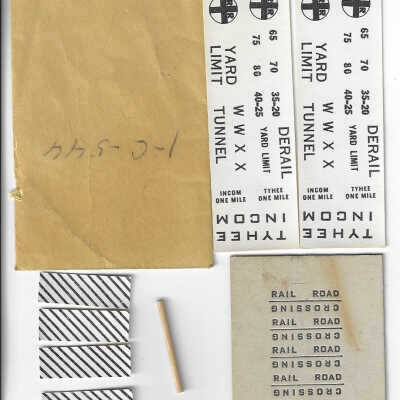 1-C-544
65 70 35-20
75 80 40-25
YARD LIMIT
DERAIL
YARD
LIMIT
W W X X
TUNNEL
INCOM
ONE MILE
TYHEE
ONE MILE
TYHEE
INCOM
65 70 35-20
75 80 40-25
YARD LIMIT
DERAIL
YARD
LIMIT
W W X X
TUNNEL
INCOM
ONE MILE
TYHEE
ONE MILE
TYHEE
INCOM
RAIL ROAD
CROSSING
RAIL ROAD
CROSSING
RAIL ROAD
CROSSING
RAIL ROAD
CROSSING